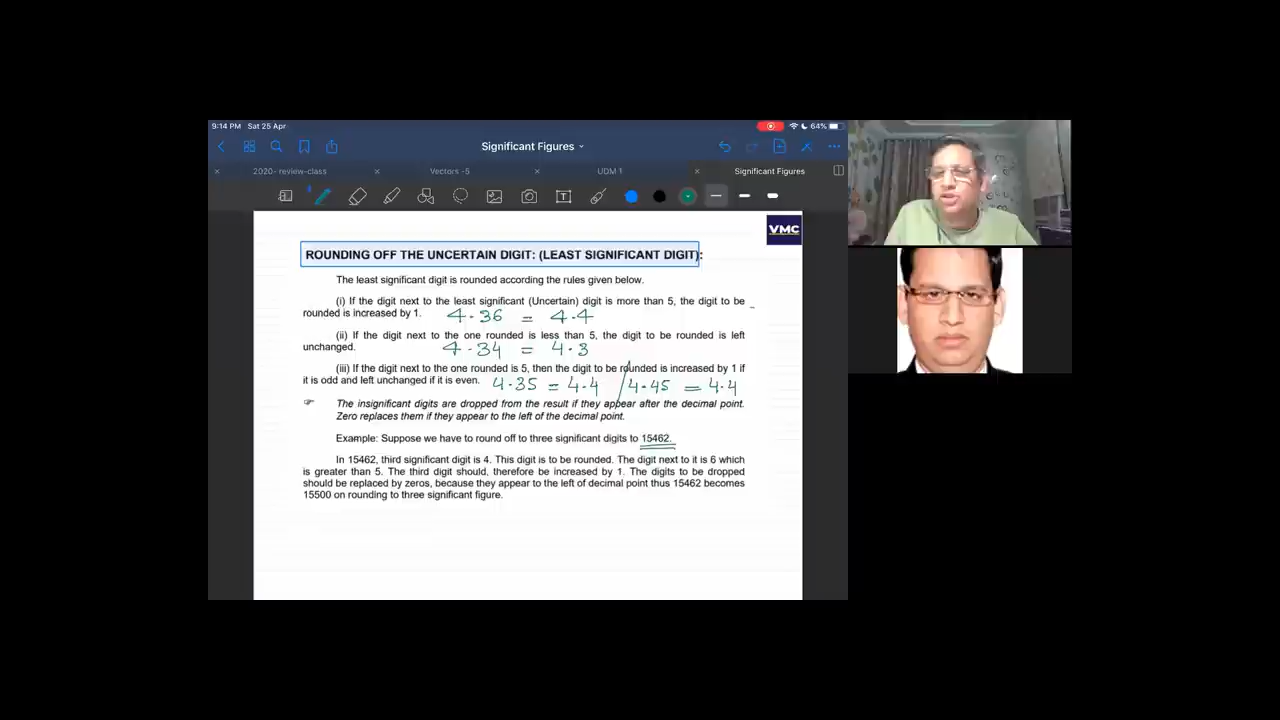 9:14 PM Sat 25 Apr
64%
Significant Figures
2020- review-class
Vectors -5
UDM 1
Significant Figures
VMC
ROUNDING OFF THE UNCERTAIN DIGIT: (LEAST SIGNIFICANT DIGIT):
The least significant digit is rounded according the rules given below.
(i) If the digit next to the least significant (Uncertain) digit is more than 5, the digit to be
rounded is increased by 1. 4.36 = 4.4
(ii) If the digit next to the one rounded is less than 5, the digit to be rounded is left
unchanged. 4.34 = 4.3
(iii) If the digit next to the one rounded is 5, then the digit to be rounded is increased by 1 if
it is odd and left unchanged if it is even. 4.35 = 4.4 / 4.45 = 4.4
☞ The insignificant digits are dropped from the result if they appear after the decimal point.
Zero replaces them if they appear to the left of the decimal point.
Example: Suppose we have to round off to three significant digits to 15462.
In 15462, third significant digit is 4. This digit is to be rounded. The digit next to it is 6 which
is greater than 5. The third digit should, therefore be increased by 1. The digits to be dropped
should be replaced by zeros, because they appear to the left of decimal point thus 15462 becomes
15500 on rounding to three significant figure.